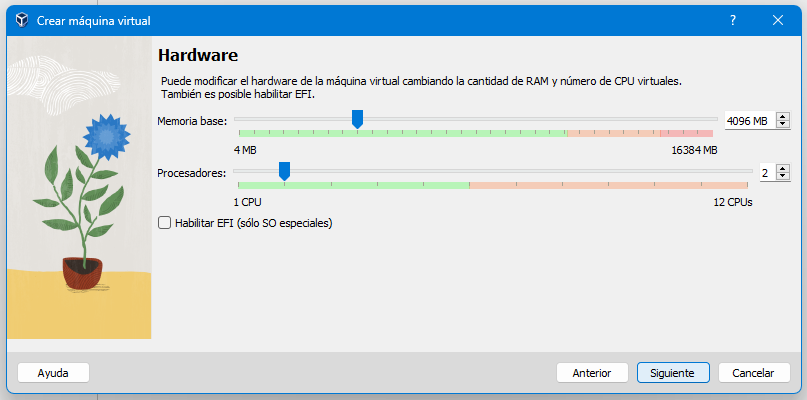 Crear máquina virtual
Hardware
Puede modificar el hardware de la máquina virtual cambiando la cantidad de RAM y número de CPU virtuales.
También es posible habilitar EFI.
Memoria base: 4096 MB
4 MB 16384 MB
Procesadores: 2
1 CPU 12 CPUs
Habilitar EFI (sólo SO especiales)
Ayuda Anterior Siguiente Cancelar